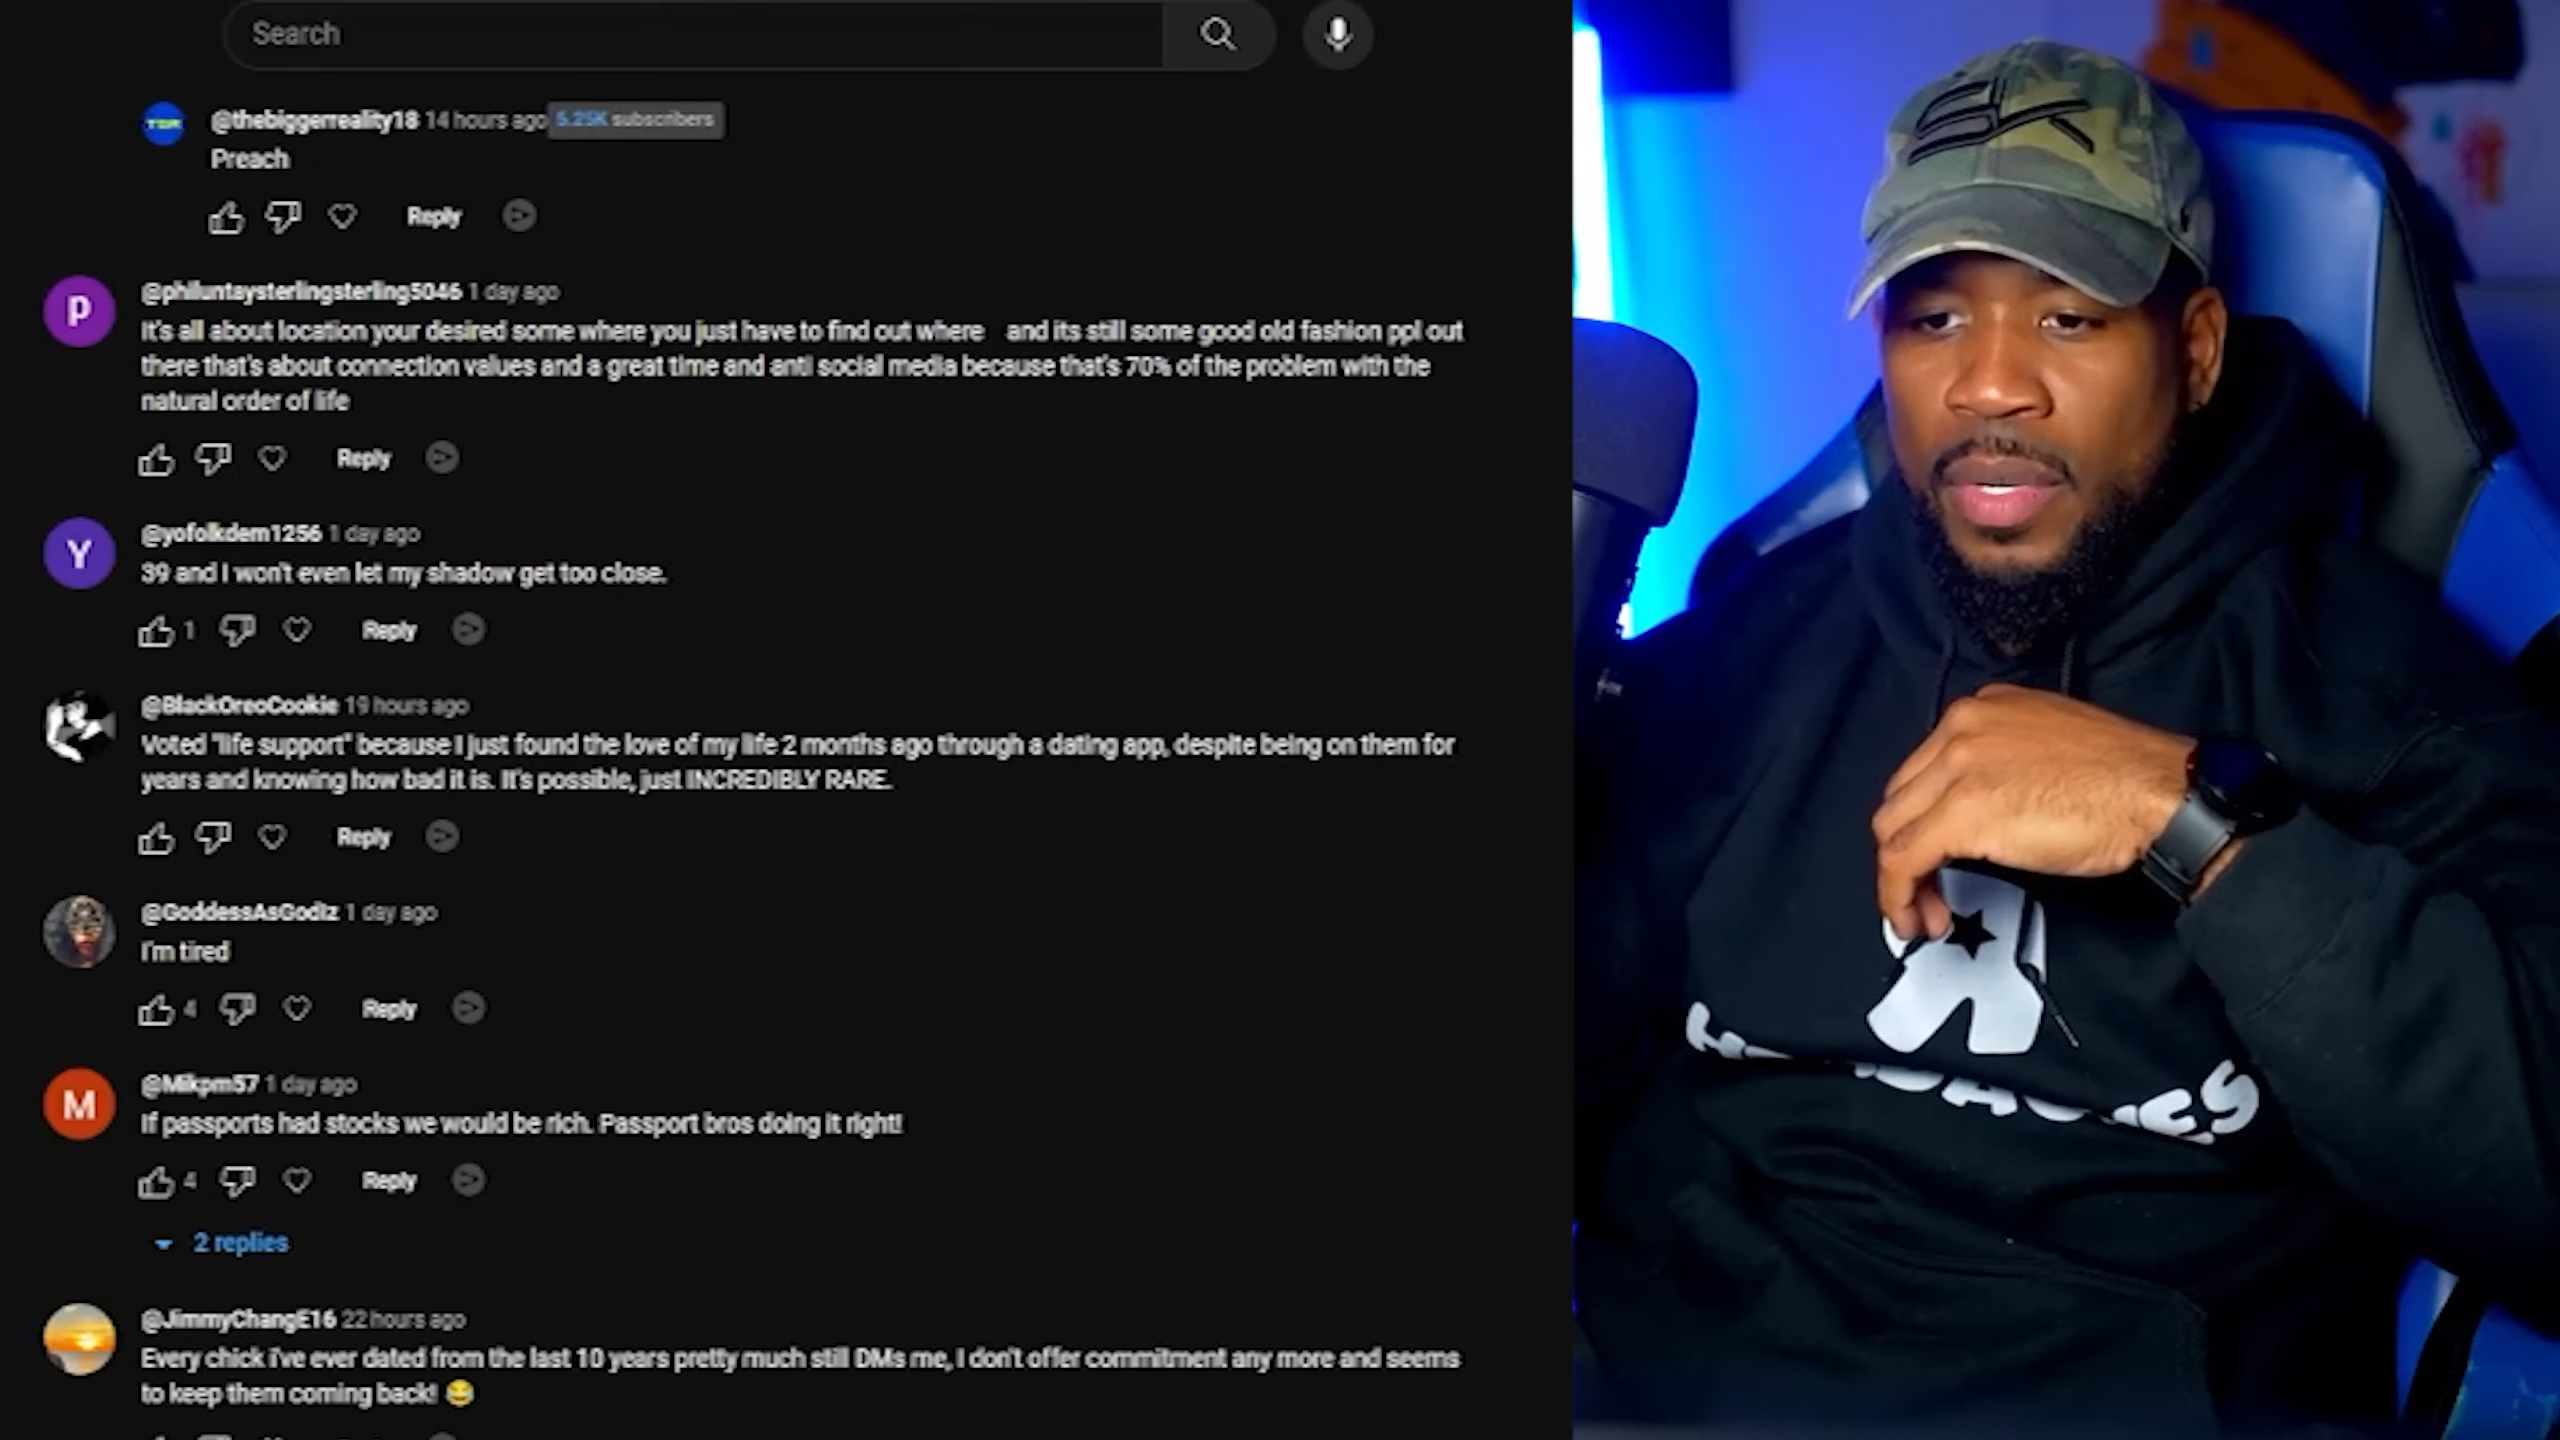 Search
@thebiggerreality18 14 hours ago 5.25K subscribers
Preach
Reply
P
@philuntaysterlingsterling5046 1 day ago
It's all about location your desired some where you just have to find out where and its still some good old fashion ppl out
there that's about connection values and a great time and anti social media because that's 70% of the problem with the
natural order of life
Reply
Y
@yofolkdem1256 1 day ago
39 and I won't even let my shadow get too close.
1 Reply
@BlackOreoCookie 19 hours ago
Voted "life support" because I just found the love of my life 2 months ago through a dating app, despite being on them for
years and knowing how bad it is. It's possible, just INCREDIBLY RARE.
Reply
@GoddessAsGodIz 1 day ago
I'm tired
4 Reply
M
@Mikpm57 1 day ago
If passports had stocks we would be rich. Passport bros doing it right!
4 Reply
2 replies
@JimmyChangE16 22 hours ago
Every chick i've ever dated from the last 10 years pretty much still DMs me, I don't offer commitment any more and seems
to keep them coming back! 😂